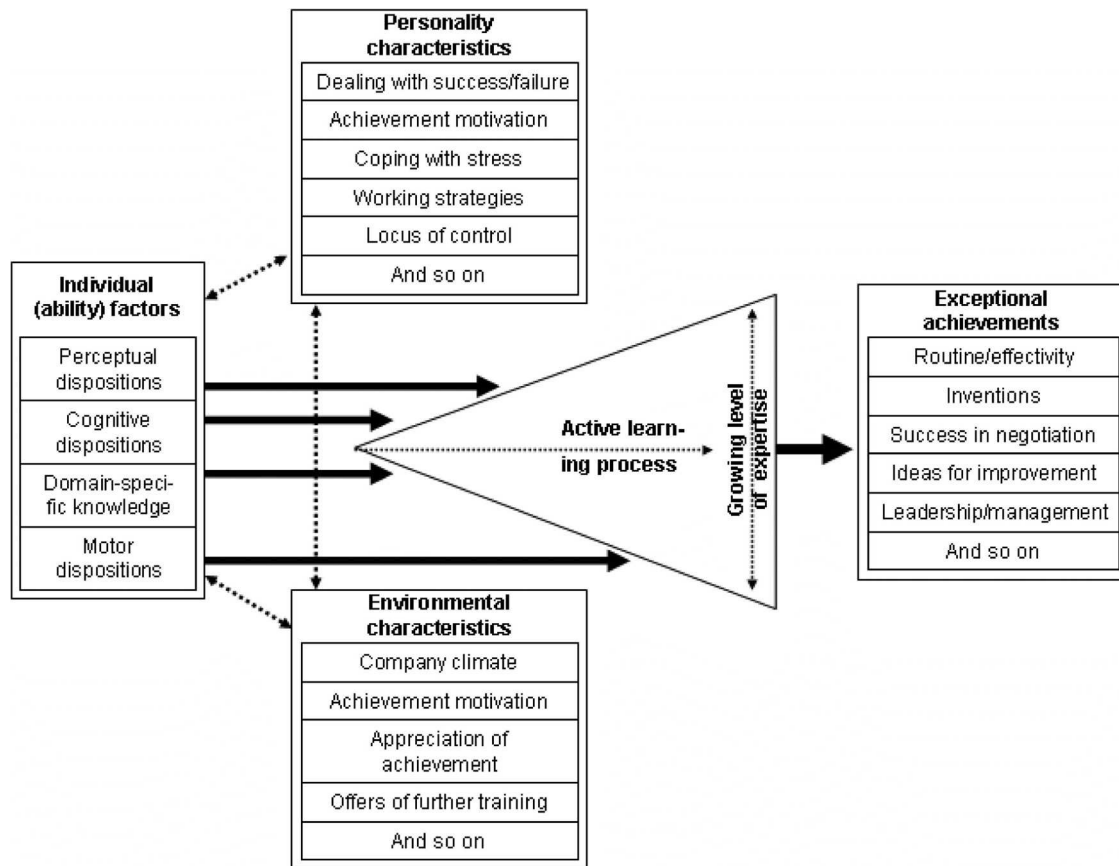 Personality
characteristics
Dealing with success/failure
Achievement motivation
Coping with stress
Working strategies
Locus of control
And so on
Individual
(ability) factors
Perceptual
dispositions
Cognitive
dispositions
Domain-speci-
fic knowledge
Motor
dispositions
Active learn-
ing process
Growing level
of expertise
Exceptional
achievements
Routine/effectivity
Inventions
Success in negotiation
Ideas for improvement
Leadership/management
And so on
Environmental
characteristics
Company climate
Achievement motivation
Appreciation of
achievement
Offers of further training
And so on